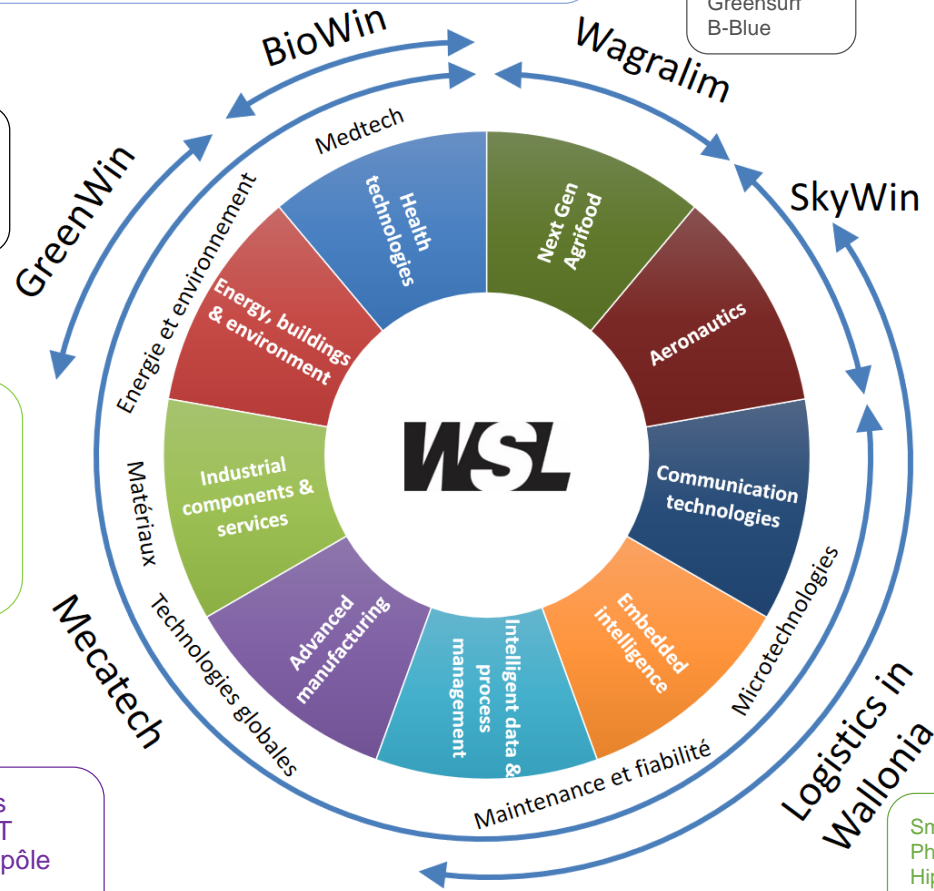 Greensurf
B-Blue
BioWin
Wagralim
GreenWin
SkyWin
Medtech
Energie et environnement
Health
technologies
Next Gen
Agrifood
Energy, buildings
& environment
Aeronautics
WSL
Industrial
components &
services
Communication
technologies
Matériaux
Advanced
manufacturing
Intelligent data &
process
management
Embedded
intelligence
Microtechnologies
Technologies globales
Maintenance et fiabilité
Mecatech
Logistics in
Wallonia
s
T
pôle
Sm
Ph
Hip